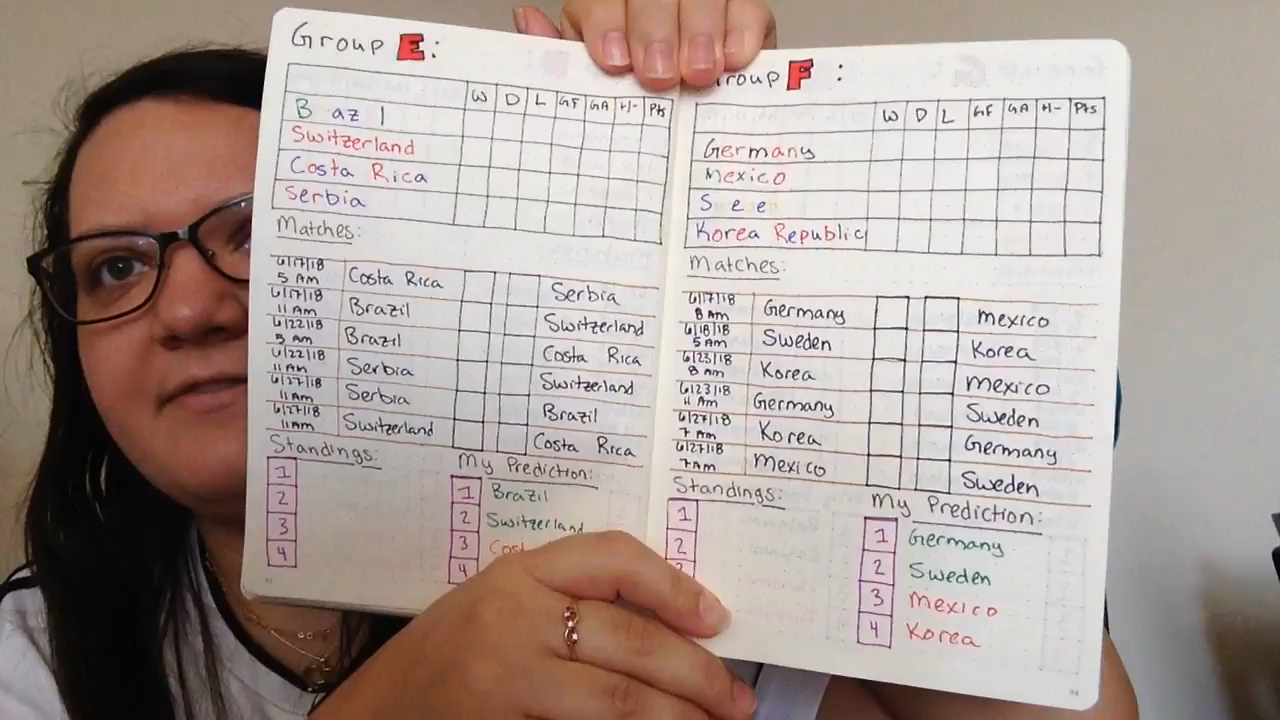 Group E:
W D L GF GA +/- Pts
B az l
Switzerland
Costa Rica
Serbia
Matches:
6/17/18 5 AM Costa Rica Serbia
6/17/18 11 AM Brazil Switzerland
6/22/18 5 AM Brazil Costa Rica
6/22/18 11 AM Serbia Switzerland
6/27/18 11 AM Serbia Brazil
6/27/18 11 AM Switzerland Costa Rica
Standings:
1
2
3
4
My Prediction:
1 Brazil
2 Switzerland
3
4
Group F :
W D L GF GA +/- Pts
Germany
Mexico
S e e
Korea Republic
Matches:
6/17/18 8 AM Germany Mexico
6/18/18 5 AM Sweden Korea
6/23/18 8 AM Korea Mexico
6/23/18 11 AM Germany Sweden
6/27/18 7 AM Korea Germany
6/27/18 7 AM Mexico Sweden
Standings:
1
2
My Prediction:
1 Germany
2 Sweden
3 Mexico
4 Korea